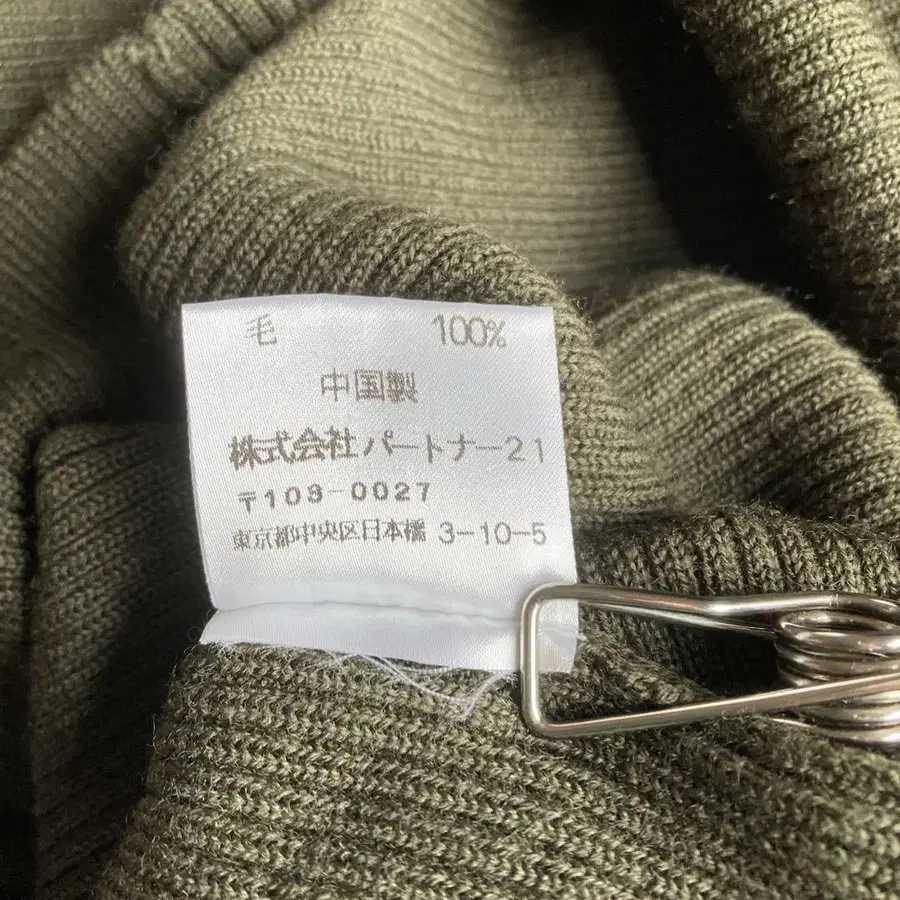 毛 100%
中国製
株式会社パートナー21
〒103-0027
東京都中央区日本橋 3-10-5